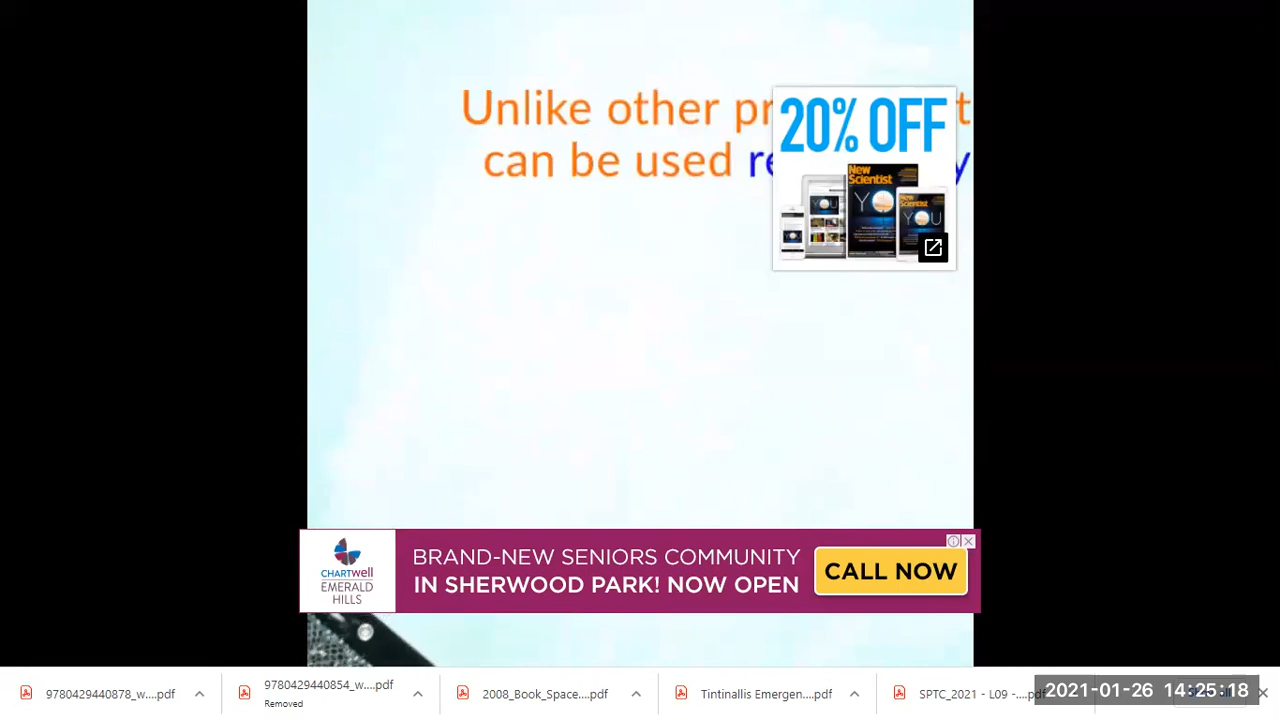 Unlike other
can be used
20% OFF
New
Scientist
YOU
CHARTWELL
EMERALD
HILLS
BRAND-NEW SENIORS COMMUNITY
IN SHERWOOD PARK! NOW OPEN
CALL NOW
9780429440878_w....pdf
9780429440854_w....pdf
Removed
2008_Book_Space....pdf
Tintinallis Emergen....pdf
SPTC_2021 - L09 -....pdf
2021-01-26 14:25:18